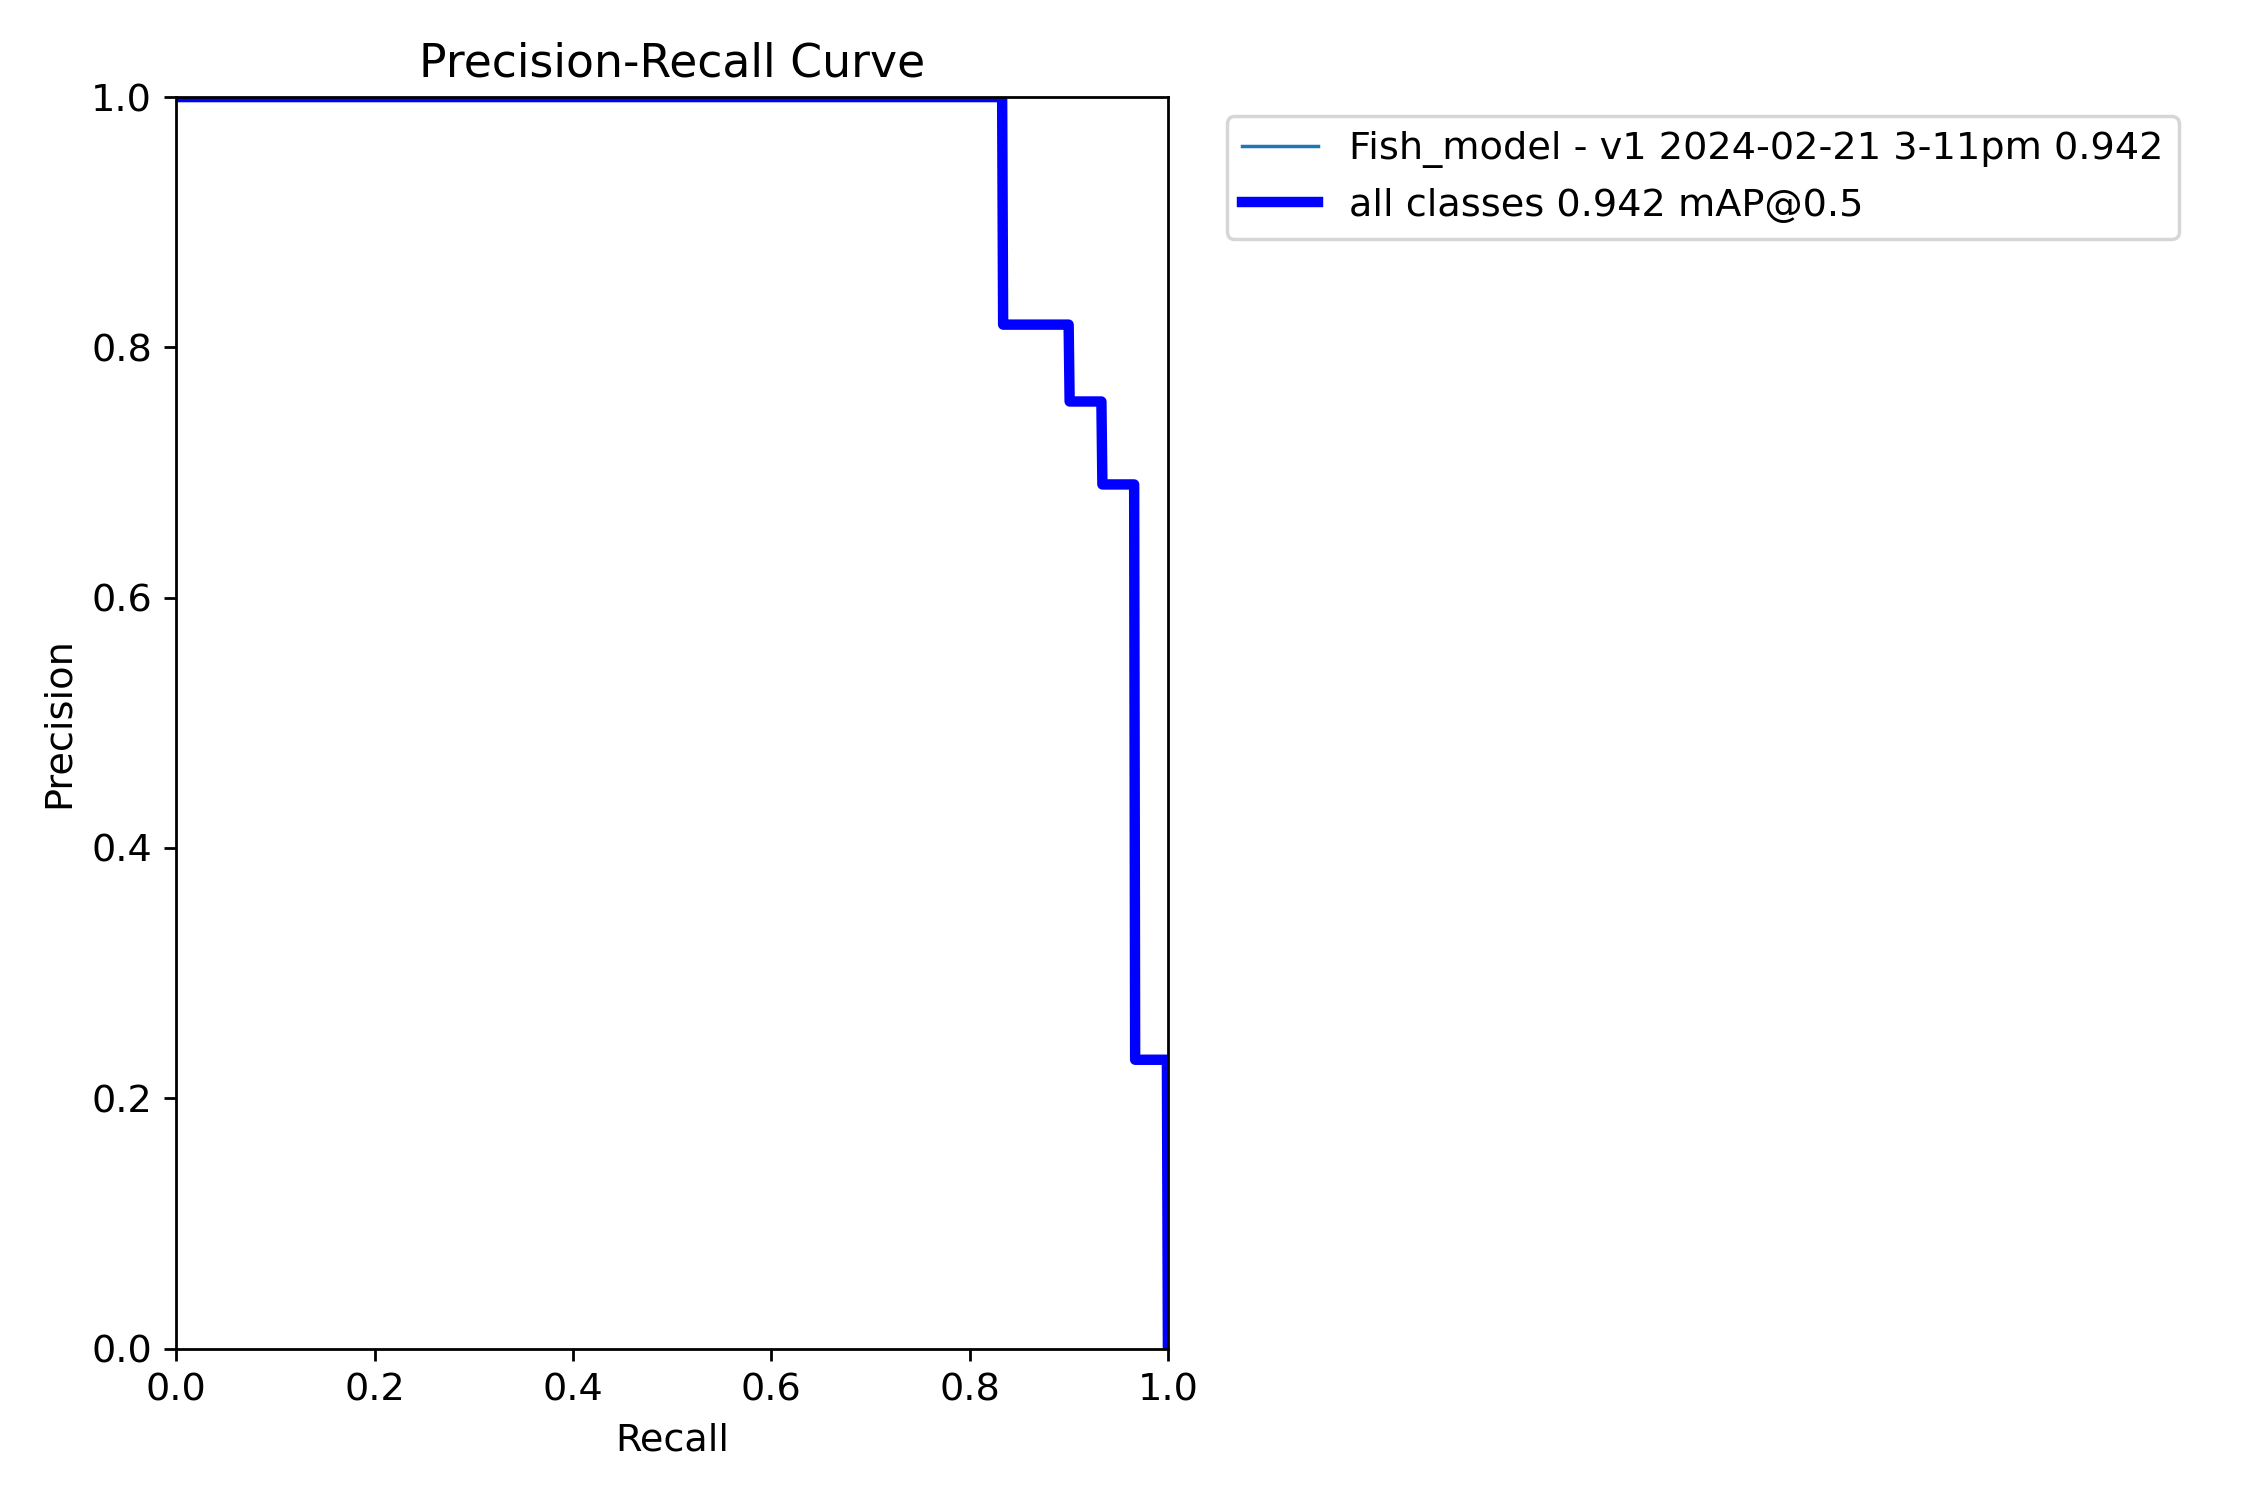 Precision-Recall Curve
1.0
0.8
0.6
0.4
0.2
0.0
Precision
0.0 0.2 0.4 0.6 0.8 1.0
Recall
Fish_model - v1 2024-02-21 3-11pm 0.942
all classes 0.942 mAP@0.5